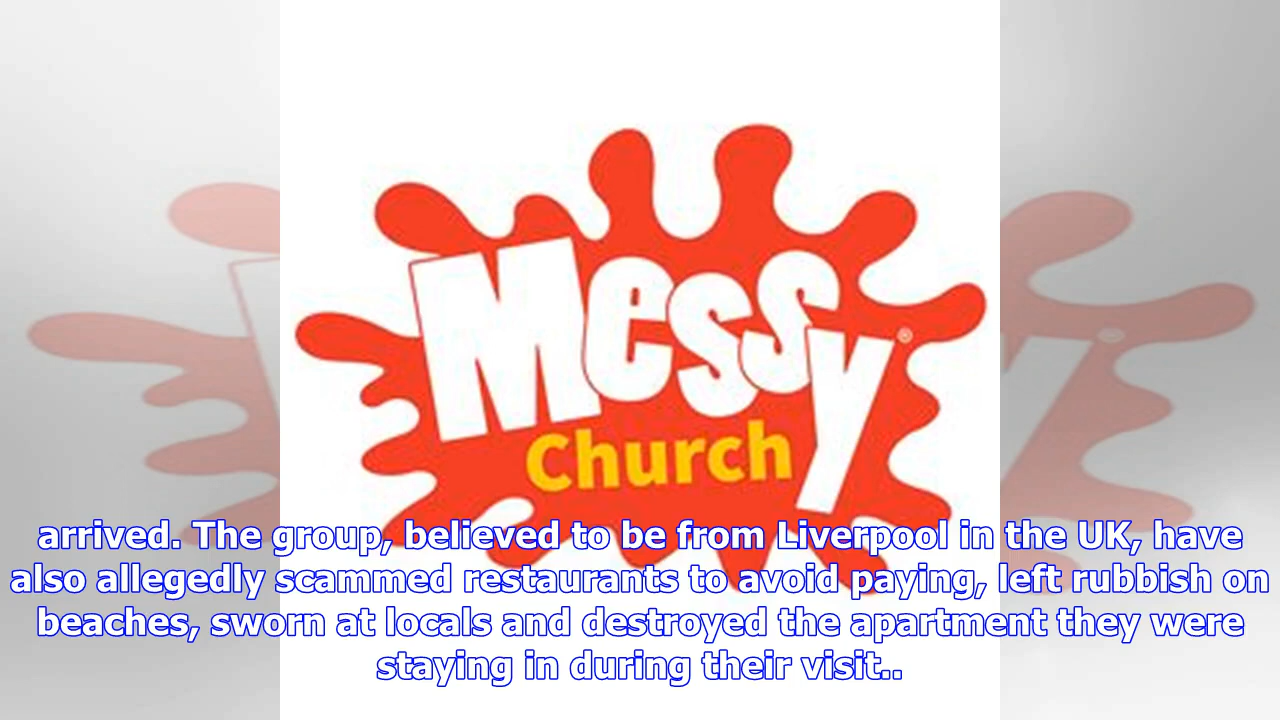 Messy
®
Church
arrived. The group, believed to be from Liverpool in the UK, have
also allegedly scammed restaurants to avoid paying, left rubbish on
beaches, sworn at locals and destroyed the apartment they were
staying in during their visit..